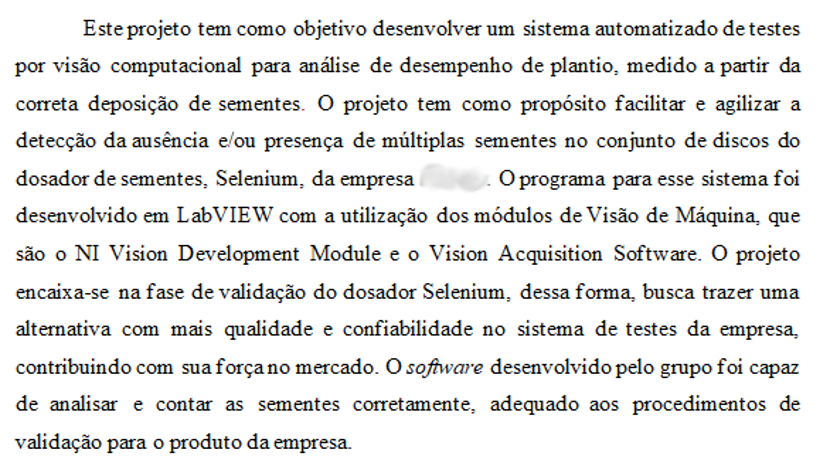 Este projeto tem como objetivo desenvolver um sistema automatizado de testes
por visão computacional para análise de desempenho de plantio, medido a partir da
correta deposição de sementes. O projeto tem como propósito facilitar e agilizar a
detecção da ausência e/ou presença de múltiplas sementes no conjunto de discos do
dosador de sementes, Selenium, da empresa . O programa para esse sistema foi
desenvolvido em LabVIEW com a utilização dos módulos de Visão de Máquina, que
são o NI Vision Development Module e o Vision Acquisition Software. O projeto
encaixa-se na fase de validação do dosador Selenium, dessa forma, busca trazer uma
alternativa com mais qualidade e confiabilidade no sistema de testes da empresa,
contribuindo com sua força no mercado. O software desenvolvido pelo grupo foi capaz
de analisar e contar as sementes corretamente, adequado aos procedimentos de
validação para o produto da empresa.